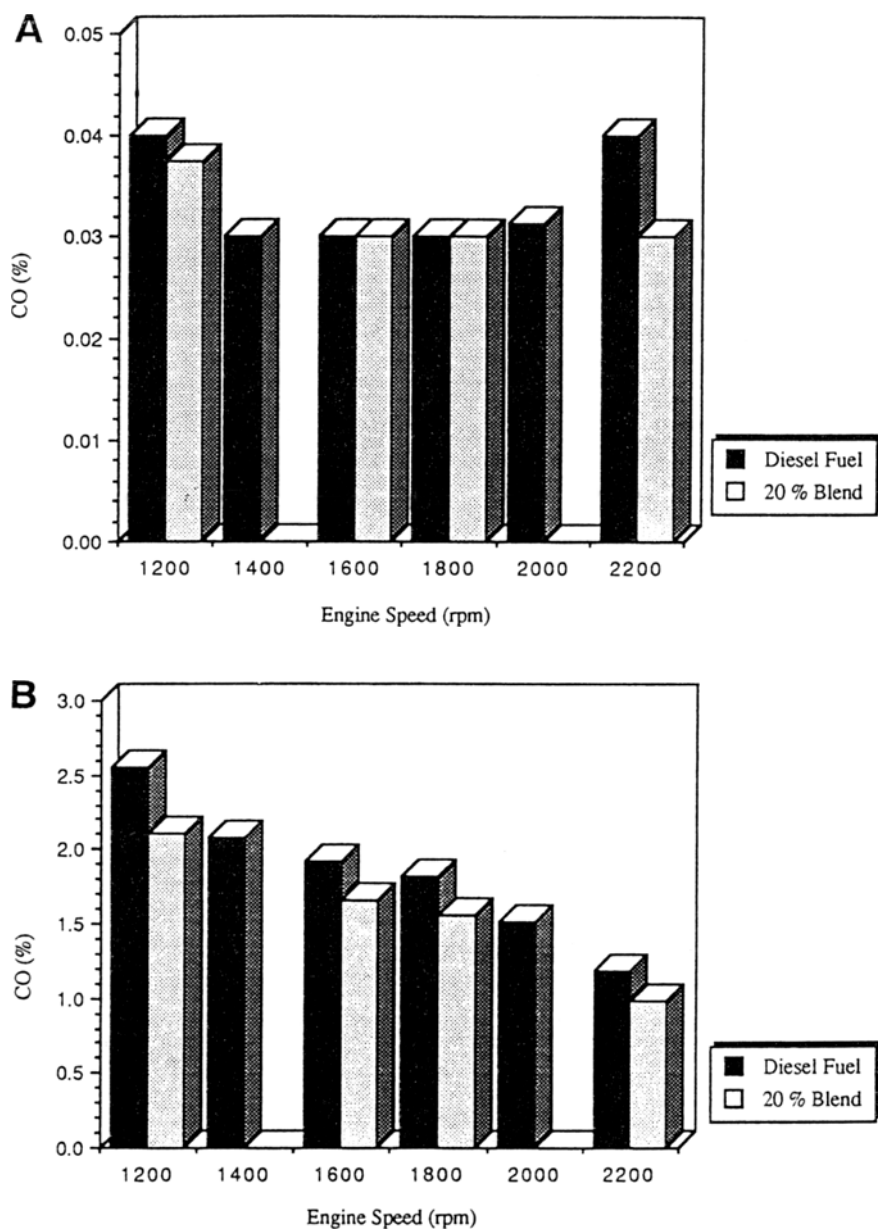 A
0.05
0.04
0.03
0.02
0.01
0.00
CO (%)
1200 1400 1600 1800 2000 2200
Engine Speed (rpm)
Diesel Fuel
20 % Blend
B
3.0
2.5
2.0
1.5
1.0
0.5
0.0
CO (%)
1200 1400 1600 1800 2000 2200
Engine Speed (rpm)
Diesel Fuel
20 % Blend